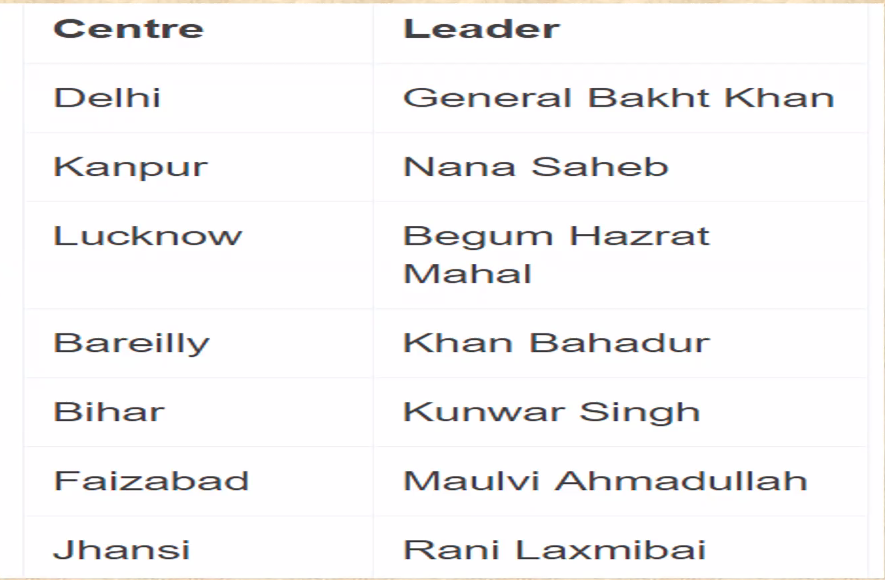 Centre Leader
Delhi General Bakht Khan
Kanpur Nana Saheb
Lucknow Begum Hazrat
Mahal
Bareilly Khan Bahadur
Bihar Kunwar Singh
Faizabad Maulvi Ahmadullah
Jhansi Rani Laxmibai